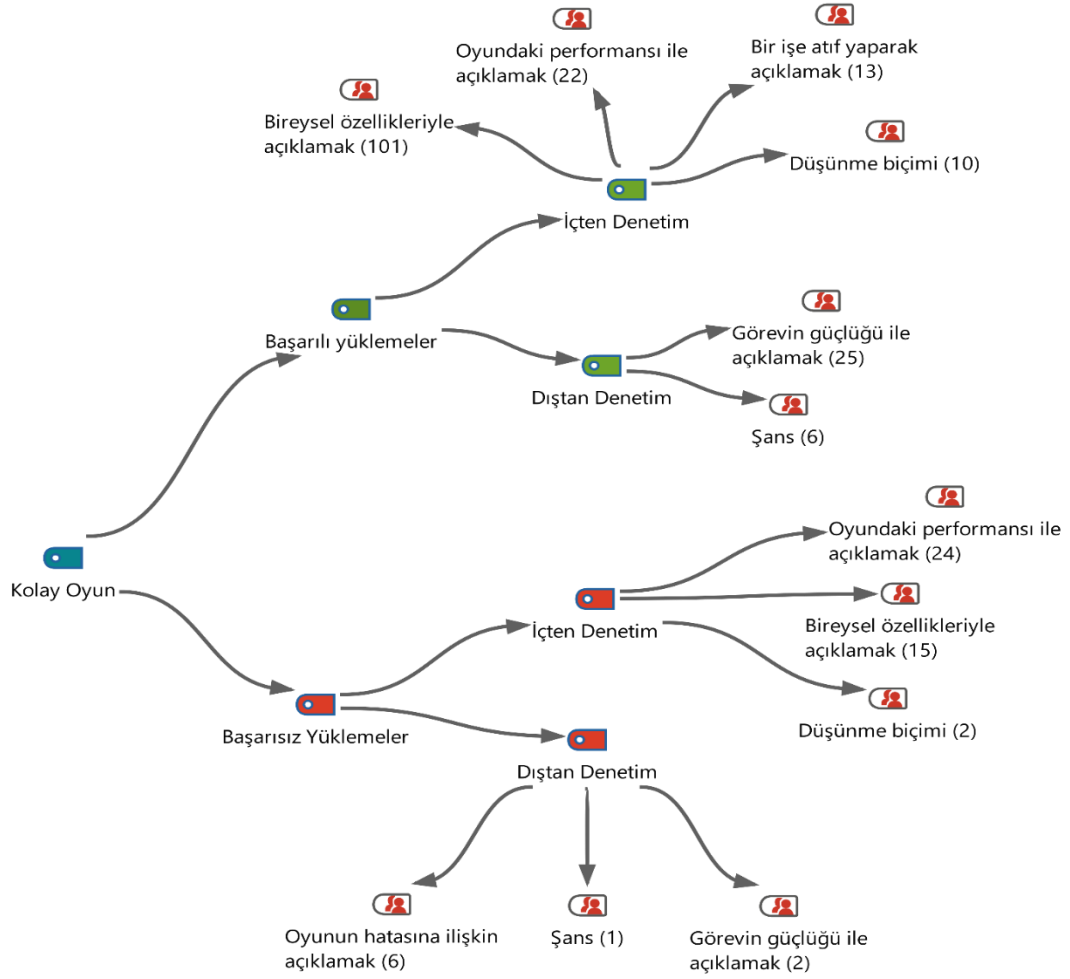 Oyundaki performansı ile
açıklamak (22)
Bir işe atıf yaparak
açıklamak (13)
Bireysel özellikleriyle
açıklamak (101)
Düşünme biçimi (10)
İçten Denetim
Başarılı yüklemeler
Görevin güçlüğü ile
açıklamak (25)
Dıştan Denetim
Şans (6)
Kolay Oyun
Oyundaki performansı ile
açıklamak (24)
İçten Denetim
Bireysel özellikleriyle
açıklamak (15)
Başarısız Yüklemeler
Düşünme biçimi (2)
Dıştan Denetim
Oyunun hatasına ilişkin
açıklamak (6)
Şans (1)
Görevin güçlüğü ile
açıklamak (2)